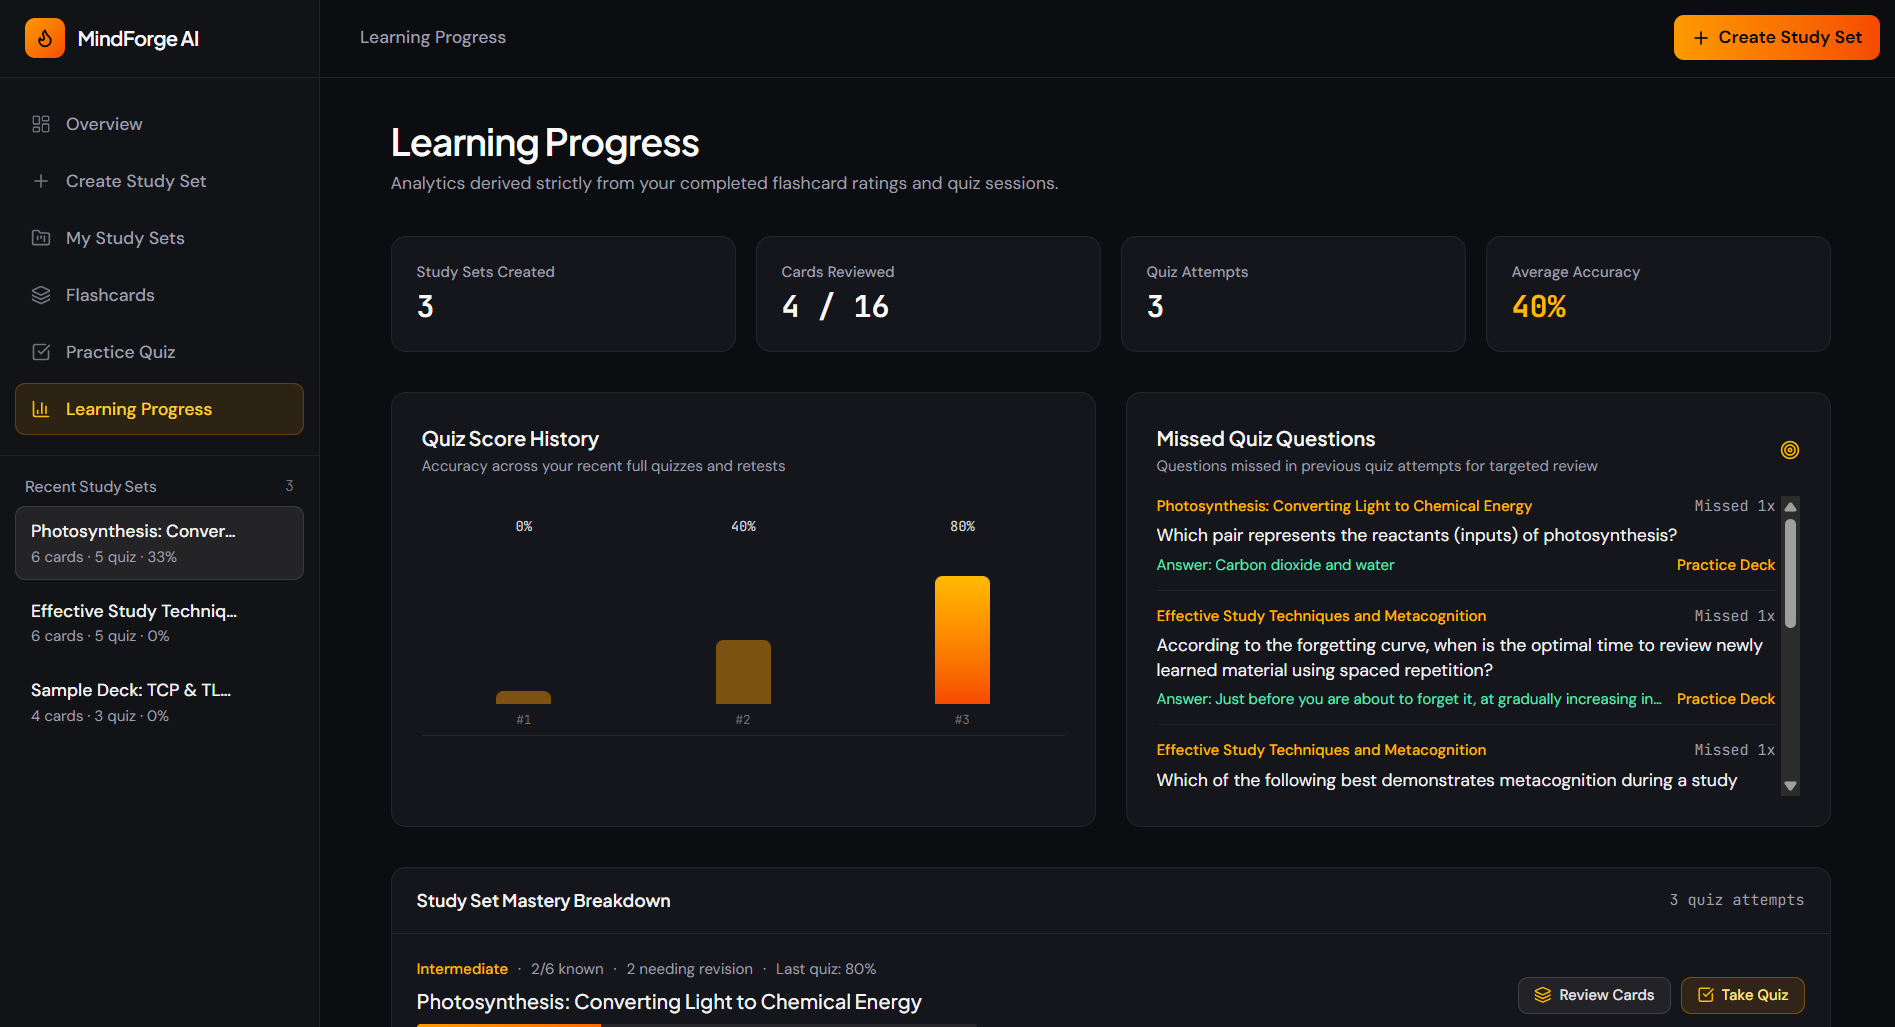 MindForge AI
Learning Progress
Create Study Set
Overview
Create Study Set
My Study Sets
Flashcards
Practice Quiz
Learning Progress
Recent Study Sets 3
Photosynthesis: Conver...
6 cards · 5 quiz · 33%
Effective Study Techniq...
6 cards · 5 quiz · 0%
Sample Deck: TCP & TL...
4 cards · 3 quiz · 0%
Learning Progress
Analytics derived strictly from your completed flashcard ratings and quiz sessions.
Study Sets Created
3
Cards Reviewed
4 / 16
Quiz Attempts
3
Average Accuracy
40%
Quiz Score History
Accuracy across your recent full quizzes and retests
0% 40% 80%
#1 #2 #3
Missed Quiz Questions
Questions missed in previous quiz attempts for targeted review
Photosynthesis: Converting Light to Chemical Energy Missed 1x
Which pair represents the reactants (inputs) of photosynthesis?
Answer: Carbon dioxide and water Practice Deck
Effective Study Techniques and Metacognition Missed 1x
According to the forgetting curve, when is the optimal time to review newly
learned material using spaced repetition?
Answer: Just before you are about to forget it, at gradually increasing in... Practice Deck
Effective Study Techniques and Metacognition Missed 1x
Which of the following best demonstrates metacognition during a study
Study Set Mastery Breakdown 3 quiz attempts
Intermediate · 2/6 known · 2 needing revision · Last quiz: 80%
Photosynthesis: Converting Light to Chemical Energy
Review Cards
Take Quiz